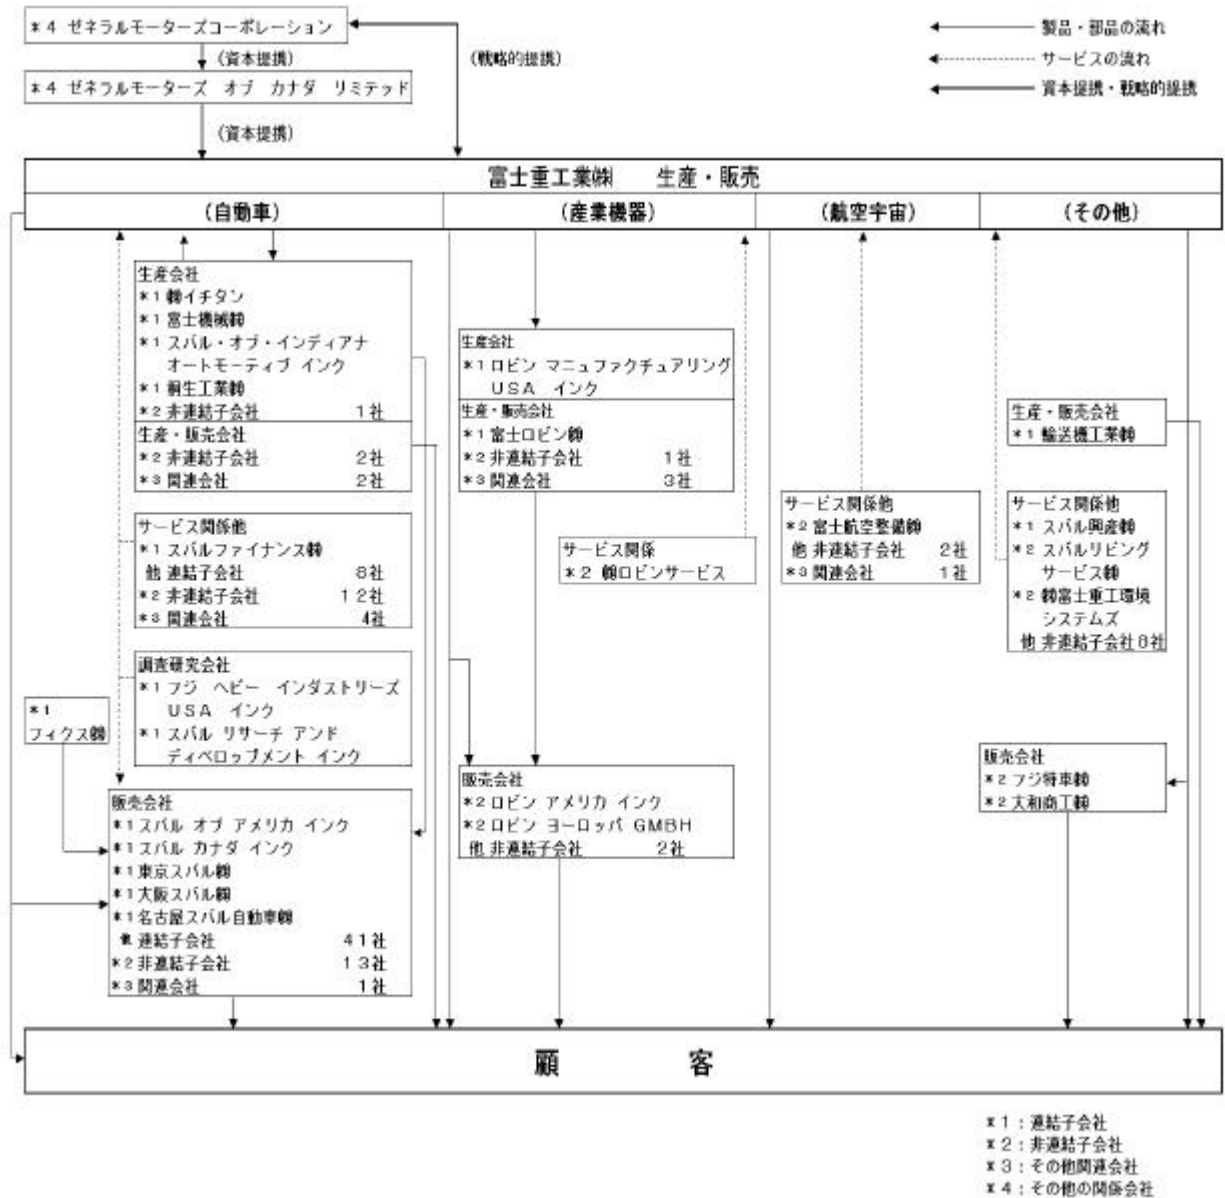 *4 ゼネラルモーターズコーポレーション
(資本提携)
(戦略的提携)
製品・部品の流れ
サービスの流れ
資本提携・戦略的提携
*4 ゼネラルモーターズ オブ カナダ リミテッド
(資本提携)
富士重工業㈱ 生産・販売
(自動車)
(産業機器)
(航空宇宙)
(その他)
生産会社
*1 ㈱イチタン
*1 富士機械㈱
*1 スバル・オブ・インディアナ
オートモーティブ インク
*1 桐生工業㈱
*2 非連結子会社 1社
生産・販売会社
*2 非連結子会社 2社
*3 関連会社 2社
サービス関係他
*1 スバルファイナンス㈱
他 連結子会社 8社
*2 非連結子会社 12社
*3 関連会社 4社
調査研究会社
*1 フジ ヘビー インダストリーズ
USA インク
*1 スバル リサーチ アンド
ディベロップメント インク
*1
フィクス㈱
販売会社
*1 スバル オブ アメリカ インク
*1 スバル カナダ インク
*1 東京スバル㈱
*1 大阪スバル㈱
*1 名古屋スバル自動車㈱
他 連結子会社 41社
*2 非連結子会社 13社
*3 関連会社 1社
生産会社
*1 ロビン マニュファクチュアリング
USA インク
生産・販売会社
*1 富士ロビン㈱
*2 非連結子会社 1社
*3 関連会社 3社
サービス関係
*2 ㈱ロビンサービス
販売会社
*2 ロビン アメリカ インク
*2 ロビン ヨーロッパ GMBH
他 非連結子会社 2社
サービス関係他
*2 富士航空整備㈱
他 非連結子会社 2社
*3 関連会社 1社
生産・販売会社
*1 輸送機工業㈱
サービス関係他
*1 スバル興産㈱
*2 スバルリビング
サービス㈱
*2 ㈱富士重工環境
システムズ
他 非連結子会社8社
販売会社
*2 フジ特車㈱
*2 大和商工㈱
顧 客
*1:連結子会社
*2:非連結子会社
*3:その他関連会社
*4:その他の関係会社